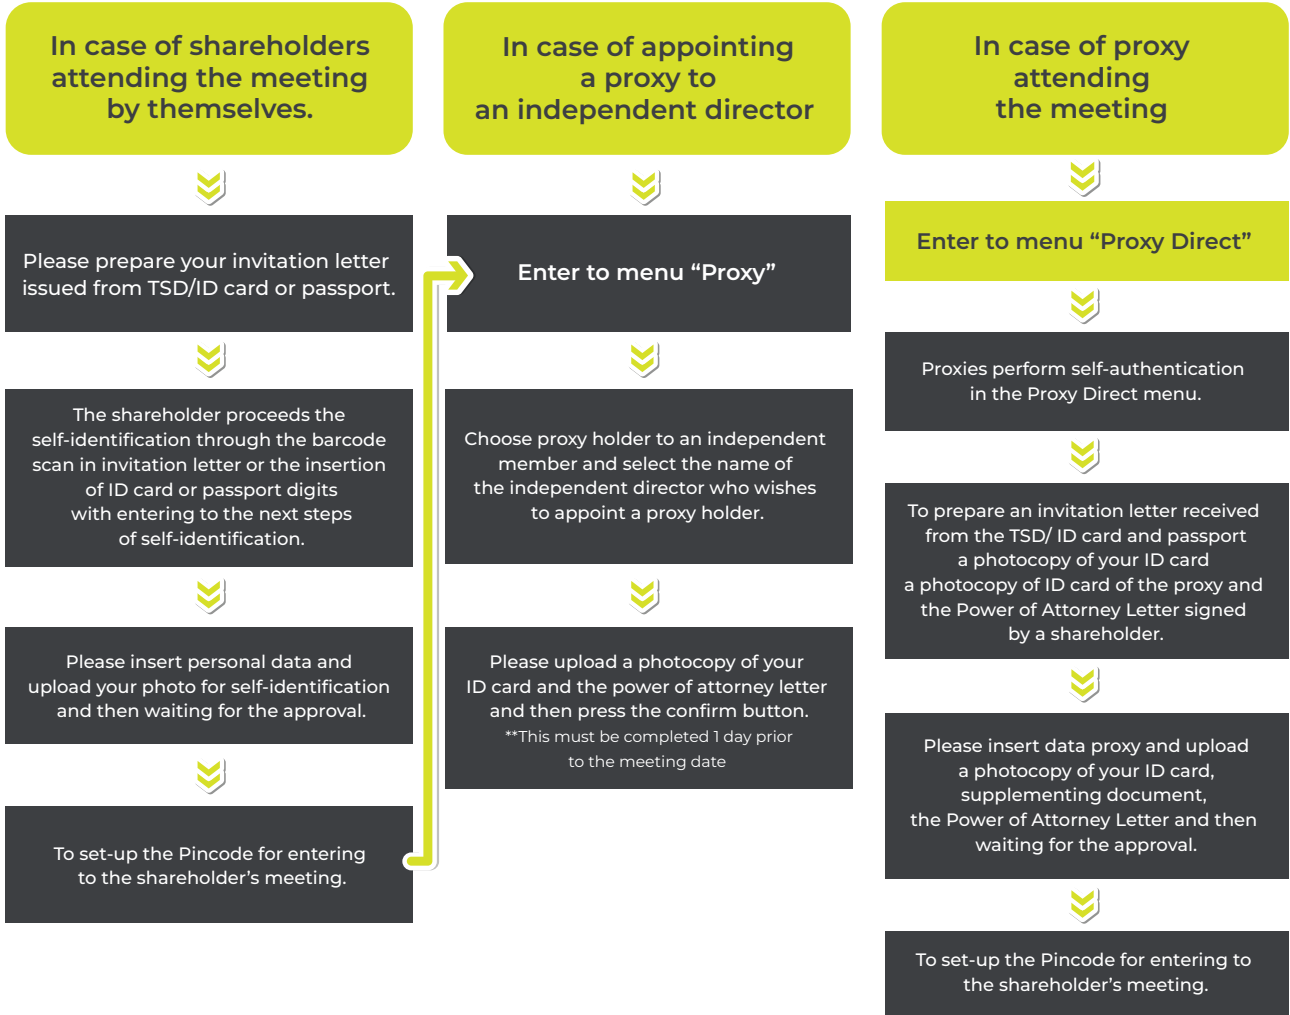 In case of shareholders
attending the meeting
by themselves.
Please prepare your invitation letter
issued from TSD/ID card or passport.
The shareholder proceeds the
self-identification through the barcode
scan in invitation letter or the insertion
of ID card or passport digits
with entering to the next steps
of self-identification.
Please insert personal data and
upload your photo for self-identification
and then waiting for the approval.
To set-up the Pincode for entering
to the shareholder’s meeting.
In case of appointing
a proxy to
an independent director
Enter to menu “Proxy”
Choose proxy holder to an independent
member and select the name of
the independent director who wishes
to appoint a proxy holder.
Please upload a photocopy of your
ID card and the power of attorney letter
and then press the confirm button.
**This must be completed 1 day prior
to the meeting date
In case of proxy
attending
the meeting
Enter to menu “Proxy Direct”
Proxies perform self-authentication
in the Proxy Direct menu.
To prepare an invitation letter received
from the TSD/ ID card and passport
a photocopy of your ID card
a photocopy of ID card of the proxy and
the Power of Attorney Letter signed
by a shareholder.
Please insert data proxy and upload
a photocopy of your ID card,
supplementing document,
the Power of Attorney Letter and then
waiting for the approval.
To set-up the Pincode for entering to
the shareholder’s meeting.